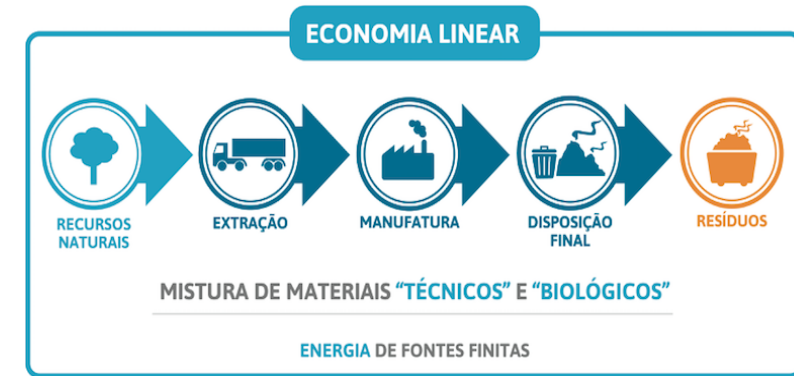 ECONOMIA LINEAR
RECURSOS
NATURAIS
EXTRAÇÃO
MANUFATURA
DISPOSIÇÃO
FINAL
RESÍDUOS
MISTURA DE MATERIAIS “TÉCNICOS” E “BIOLÓGICOS”
ENERGIA DE FONTES FINITAS